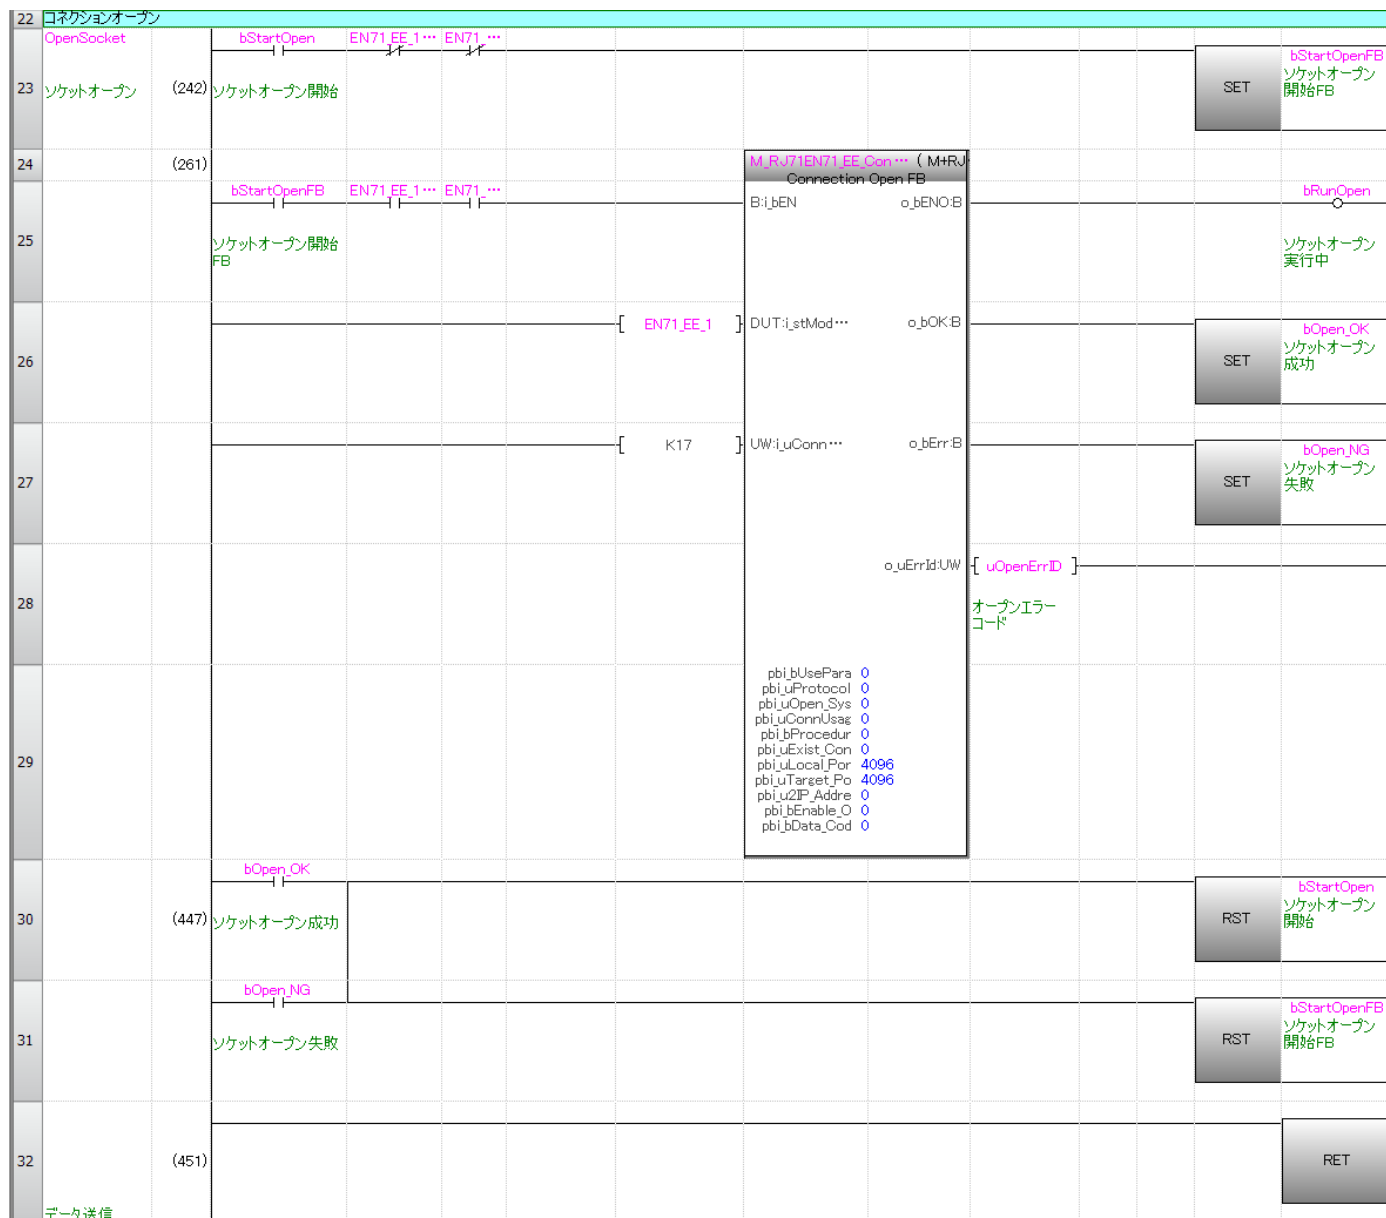 22 コネクションオープン
OpenSocket bStartOpen EN71_EE_1… EN71_… bStartOpenFB
23 ソケットオープン (242) ソケットオープン開始 SET ソケットオープン
開始FB
24 (261) M_RJ71EN71_EE_Con… ( M+RJ
Connection Open FB
bStartOpenFB EN71_EE_1… EN71_… B:i_bEN o_bENO:B bRunOpen
25 ソケットオープン開始
FB
ソケットオープン
実行中
EN71_EE_1 DUT:i_stMod… o_bOK:B bOpen_OK
26 SET ソケットオープン
成功
K17 UW:i_uConn… o_bErr:B bOpen_NG
27 SET ソケットオープン
失敗
o_uErrId:UW uOpenErrID
28 オープンエラー
コード
29
pbi_bUsePara 0
pbi_uProtocol 0
pbi_uOpen_Sys 0
pbi_uConnUsag 0
pbi_bProcedur 0
pbi_uExist_Con 0
pbi_uLocal_Por 4096
pbi_uTarget_Po 4096
pbi_u2IP_Addre 0
pbi_bEnable_O 0
pbi_bData_Cod 0
bOpen_OK bStartOpen
30 (447) ソケットオープン成功 RST ソケットオープン
開始
bOpen_NG bStartOpenFB
31 ソケットオープン失敗 RST ソケットオープン
開始FB
32 (451) RET
データ送信